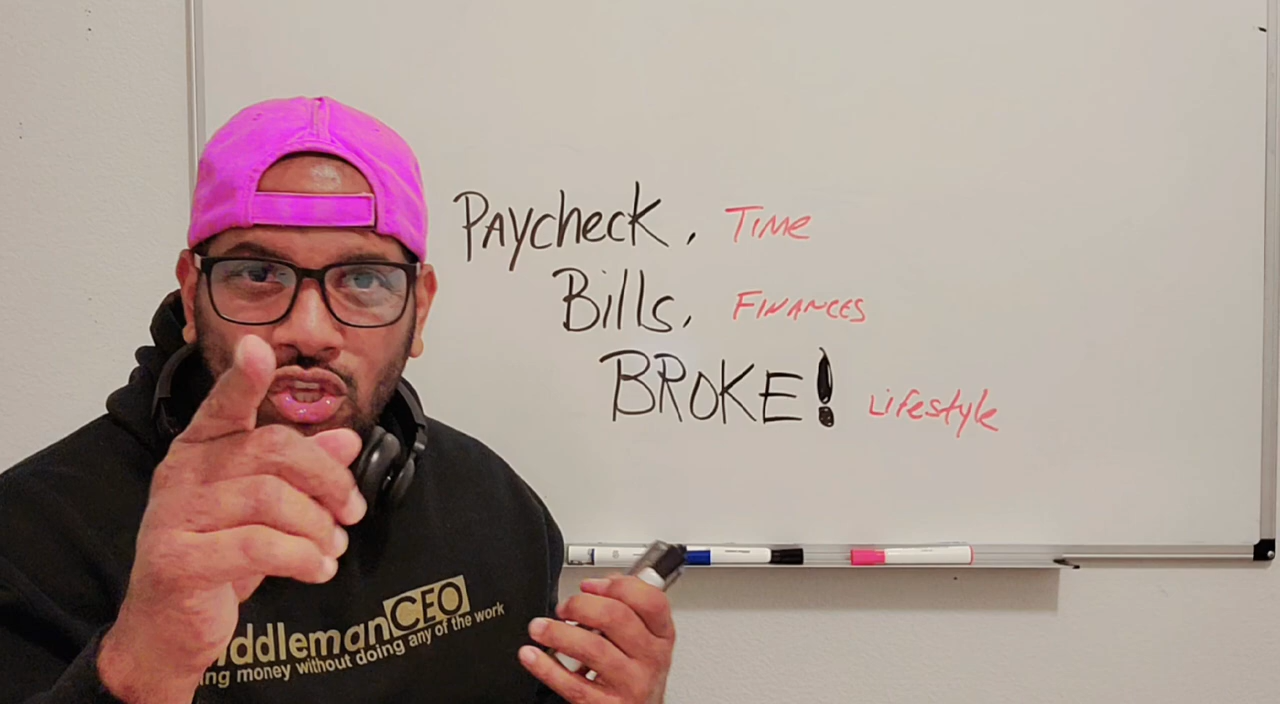 Paycheck, Time
Bills, Finances
BROKE! Lifestyle
ddlemanCEO
ing money without doing any of the work